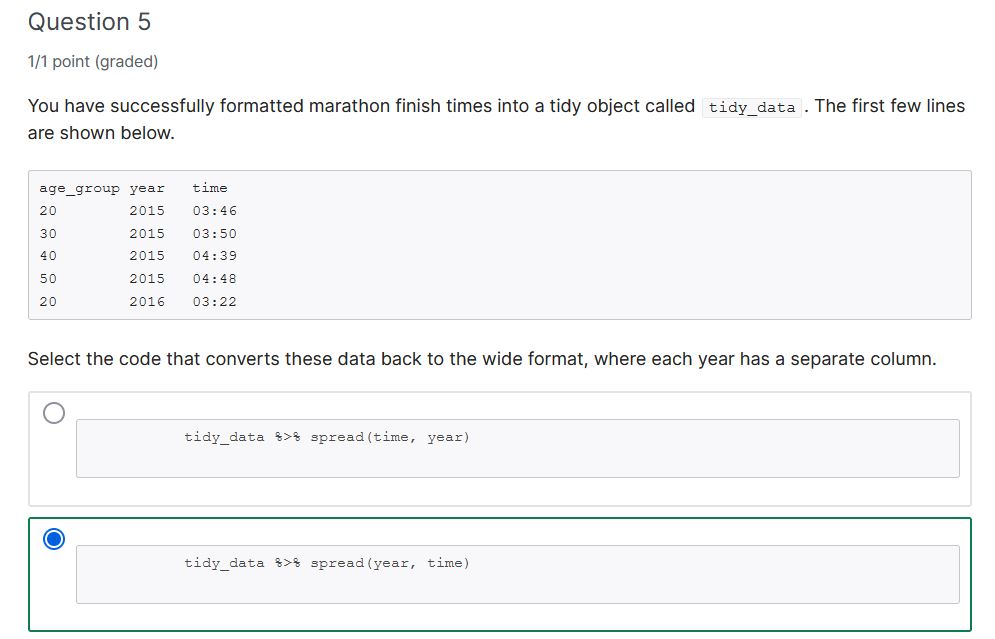 Question 5
1/1 point (graded)
You have successfully formatted marathon finish times into a tidy object called tidy_data . The first few lines
are shown below.
age_group year time
20 2015 03:46
30 2015 03:50
40 2015 04:39
50 2015 04:48
20 2016 03:22
Select the code that converts these data back to the wide format, where each year has a separate column.
tidy_data %>% spread(time, year)
tidy_data %>% spread(year, time)